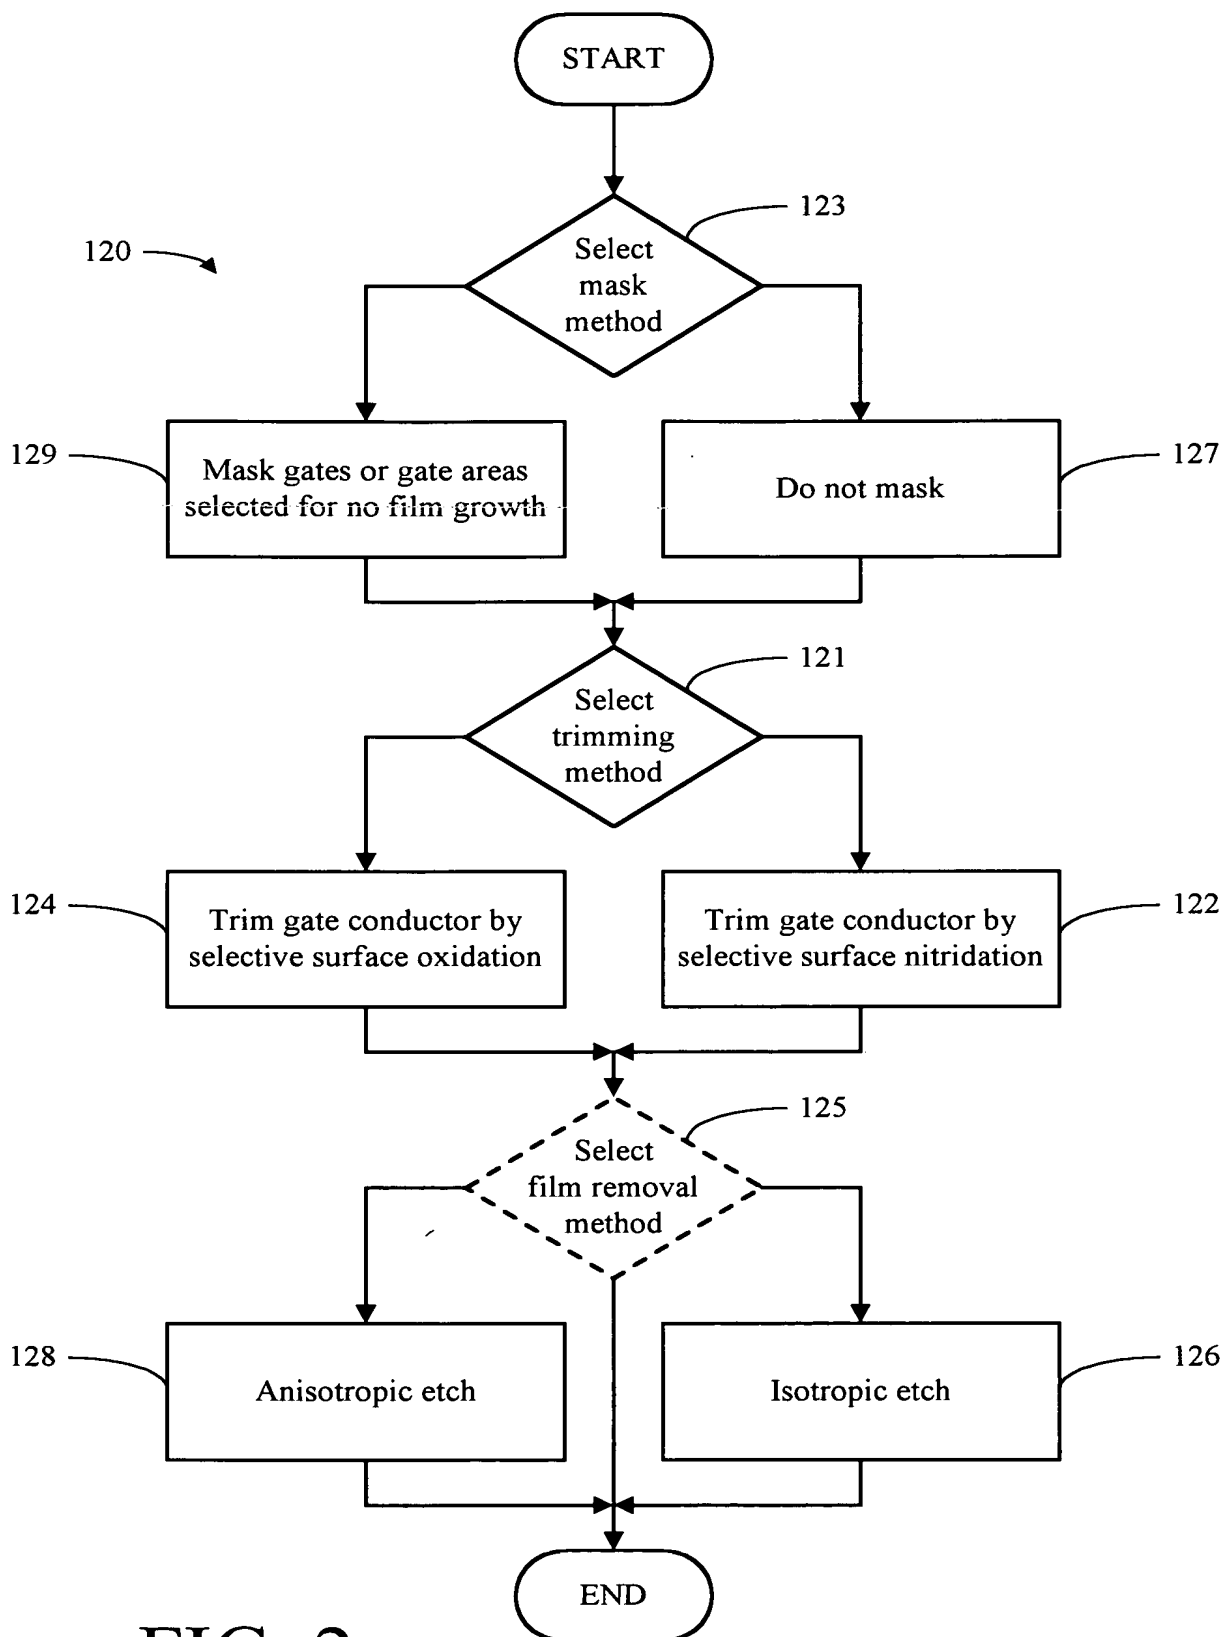 START
123
Select
mask
method
120
129
Mask gates or gate areas
selected for no film growth
Do not mask
127
121
Select
trimming
method
124
Trim gate conductor by
selective surface oxidation
Trim gate conductor by
selective surface nitridation
122
125
Select
film removal
method
128
Anisotropic etch
Isotropic etch
126
END